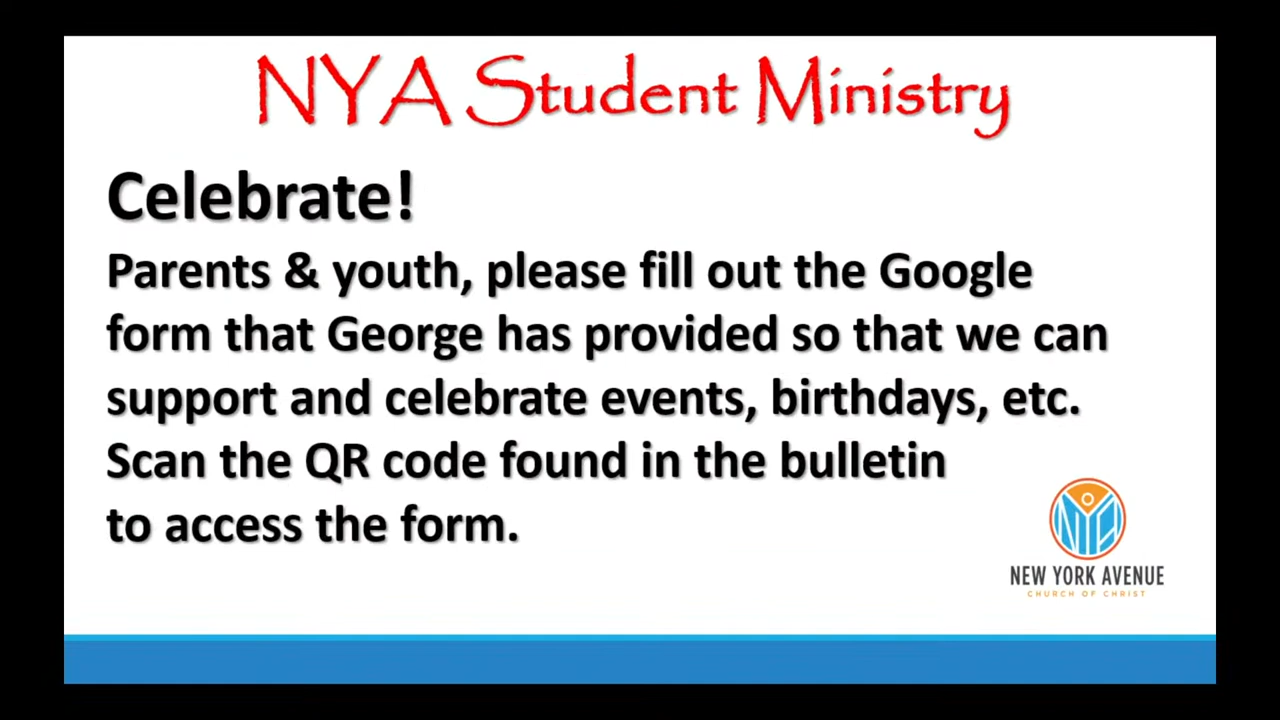 NYA Student Ministry
Celebrate!
Parents & youth, please fill out the Google
form that George has provided so that we can
support and celebrate events, birthdays, etc.
Scan the QR code found in the bulletin
to access the form.
NYA
NEW YORK AVENUE
CHURCH OF CHRIST